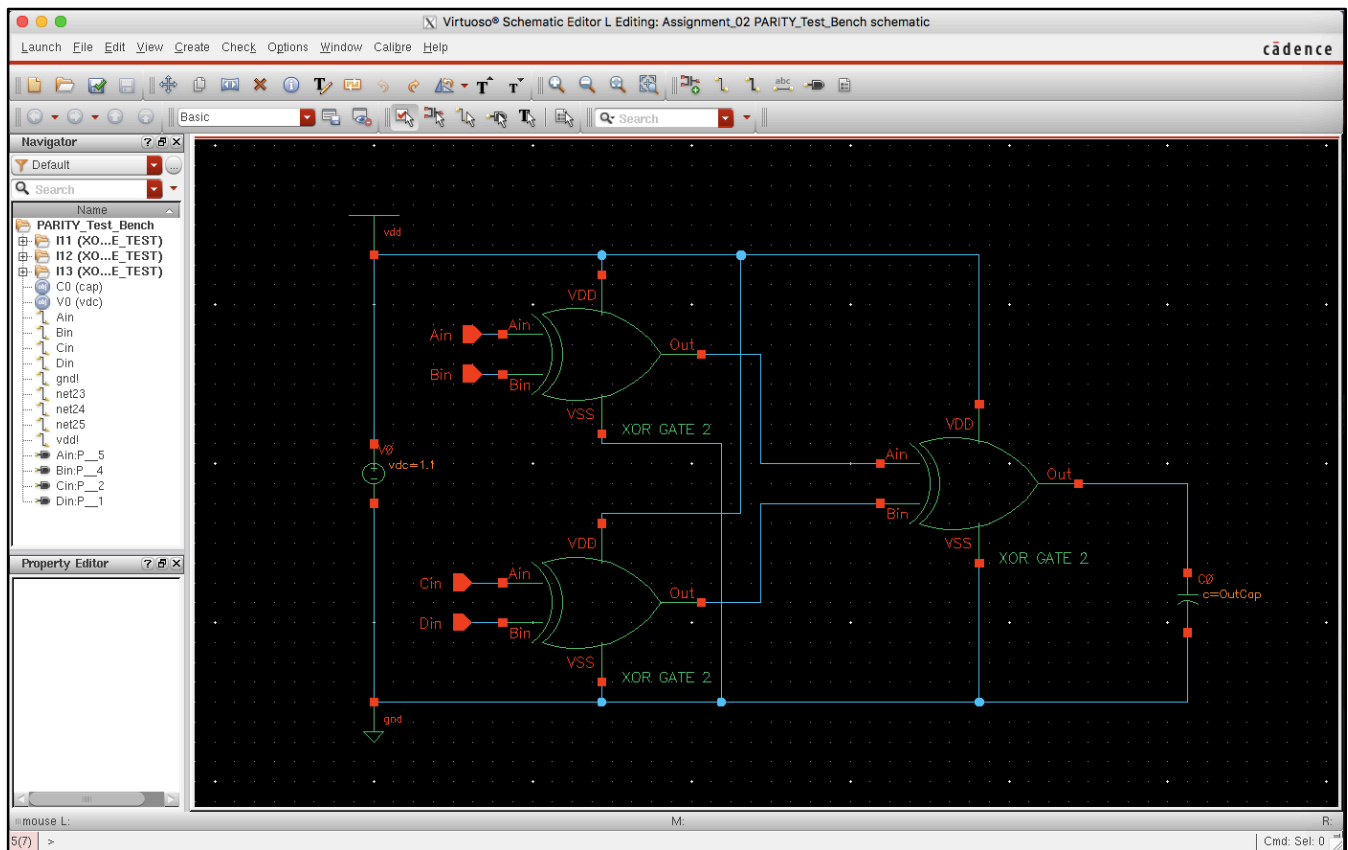 Virtuoso® Schematic Editor L Editing: Assignment_02 PARITY_Test_Bench schematic
Launch File Edit View Create Check Options Window Calibre Help
cādence
Basic
Search
Navigator
Default
Search
Name
PARITY_Test_Bench
I11 (XO...E_TEST)
I12 (XO...E_TEST)
I13 (XO...E_TEST)
C0 (cap)
V0 (vdc)
Ain
Bin
Cin
Din
gnd!
net23
net24
net25
vdd!
Ain:P__5
Bin:P__4
Cin:P__2
Din:P__1
Property Editor
vdd
VDD
Ain
Ain
Out
Bin
Bin
VSS
XOR GATE 2
V0
vdc=1.1
VDD
Ain
Out
Bin
VSS
XOR GATE 2
VDD
Cin
Ain
Out
Din
Bin
VSS
XOR GATE 2
C0
c=OutCap
gnd
mouse L:
M:
R:
5(7)
>
Cmd: Sel: 0